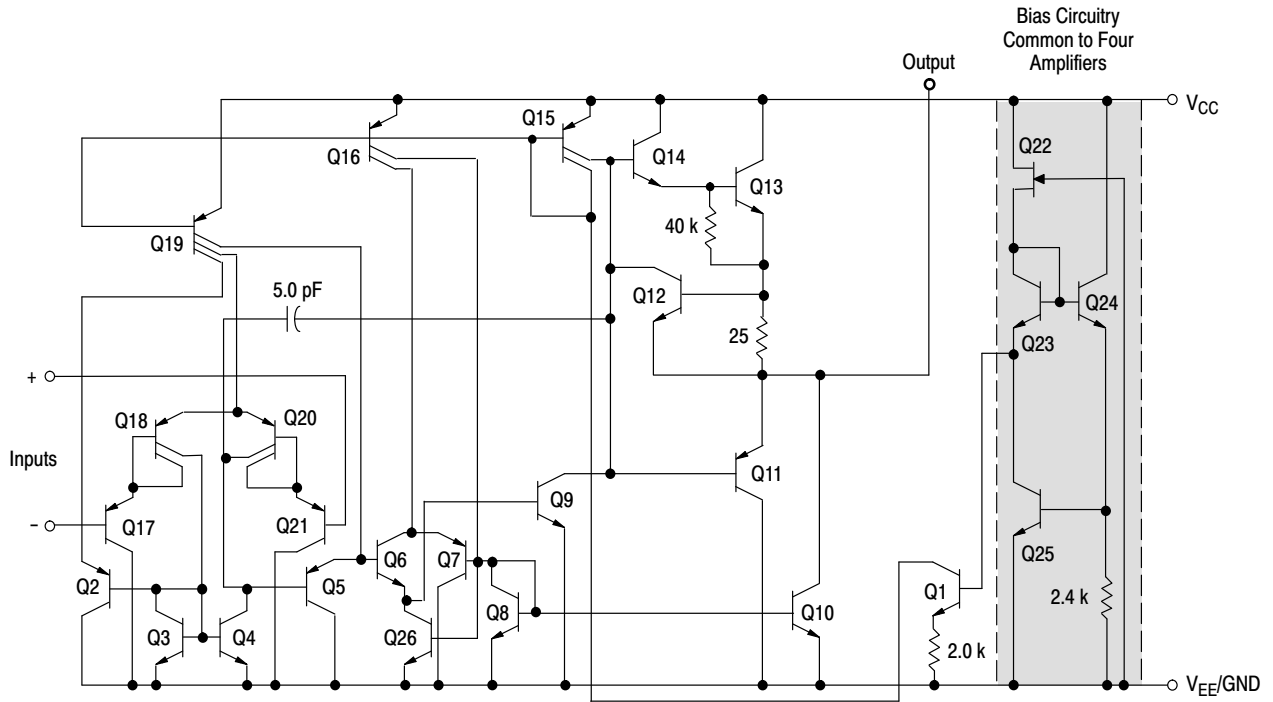 Bias Circuitry
Common to Four
Amplifiers
Output
VCC
Q15
Q22
Q16
Q14
Q13
Q19
40 k
5.0 pF
Q12
Q24
25
Q23
+
Q18
Q20
Inputs
Q9
Q11
-
Q17
Q21
Q25
Q6
Q7
Q2
Q5
Q1
2.4 k
Q8
Q10
Q3
Q4
Q26
2.0 k
VEE/GND